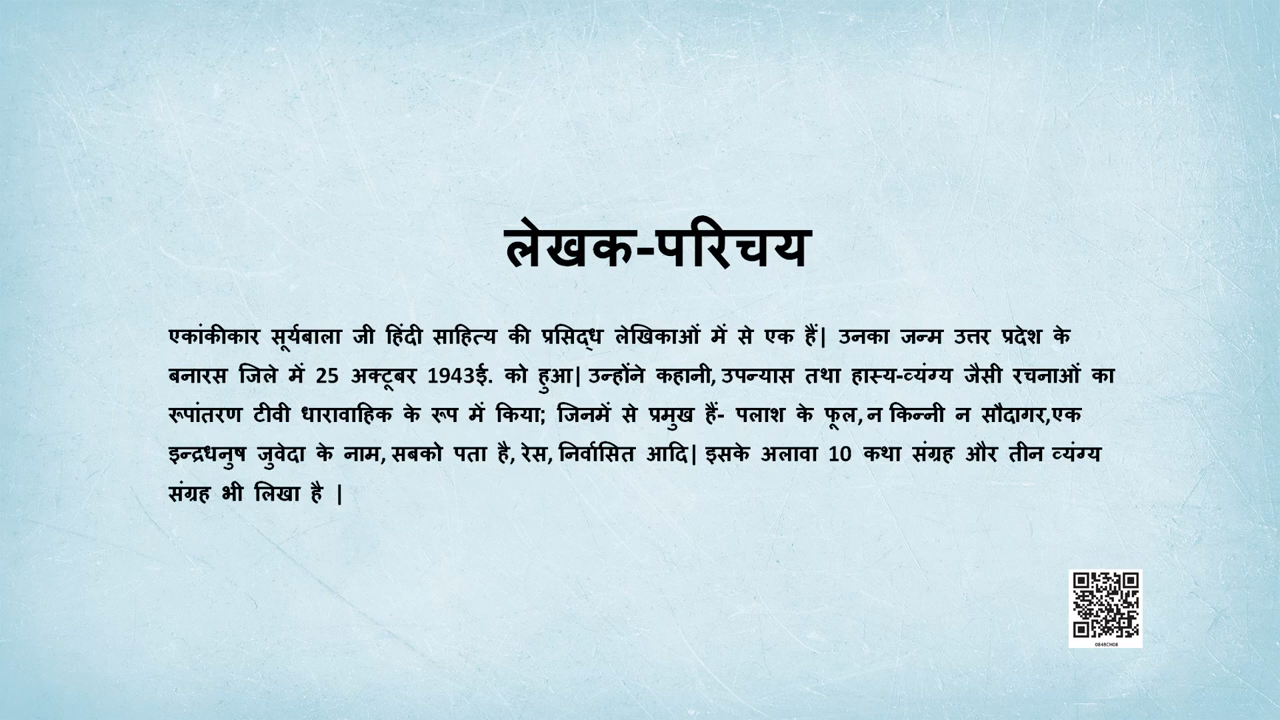 लेखक-परिचय
एकांकीकार सूर्यबाला जी हिंदी साहित्य की प्रसिद्ध लेखिकाओं में से एक हैं| उनका जन्म उत्तर प्रदेश के
बनारस जिले में 25 अक्टूबर 1943ई. को हुआ| उन्होंने कहानी, उपन्यास तथा हास्य-व्यंग्य जैसी रचनाओं का
रूपांतरण टीवी धारावाहिक के रूप में किया; जिनमें से प्रमुख हैं- पलाश के फूल, न किन्नी न सौदागर,एक
इन्द्रधनुष जुवेदा के नाम, सबको पता है, रेस, निर्वासित आदि| इसके अलावा 10 कथा संग्रह और तीन व्यंग्य
संग्रह भी लिखा है |
0848CH08